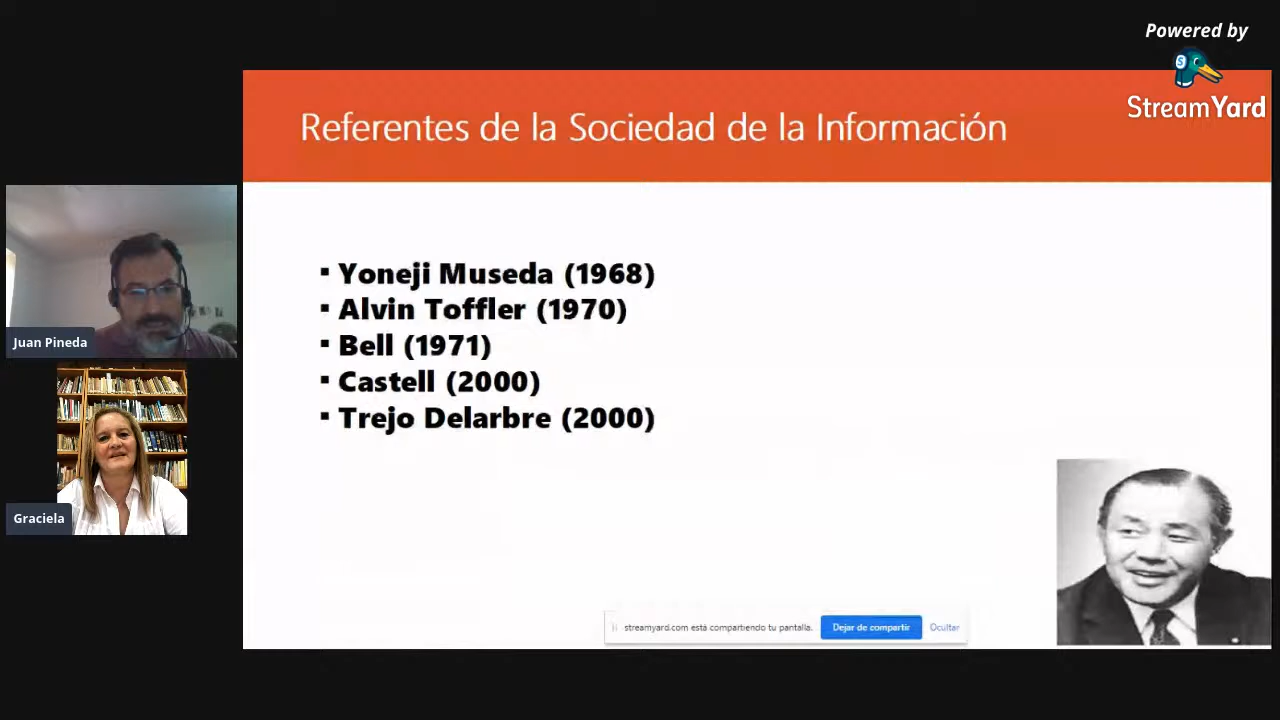 Powered by
StreamYard
Referentes de la Sociedad de la Información
▪ Yoneji Museda (1968)
▪ Alvin Toffler (1970)
▪ Bell (1971)
▪ Castell (2000)
▪ Trejo Delarbre (2000)
Juan Pineda
Graciela
streamyard.com está compartiendo tu pantalla.
Dejar de compartir
Ocultar